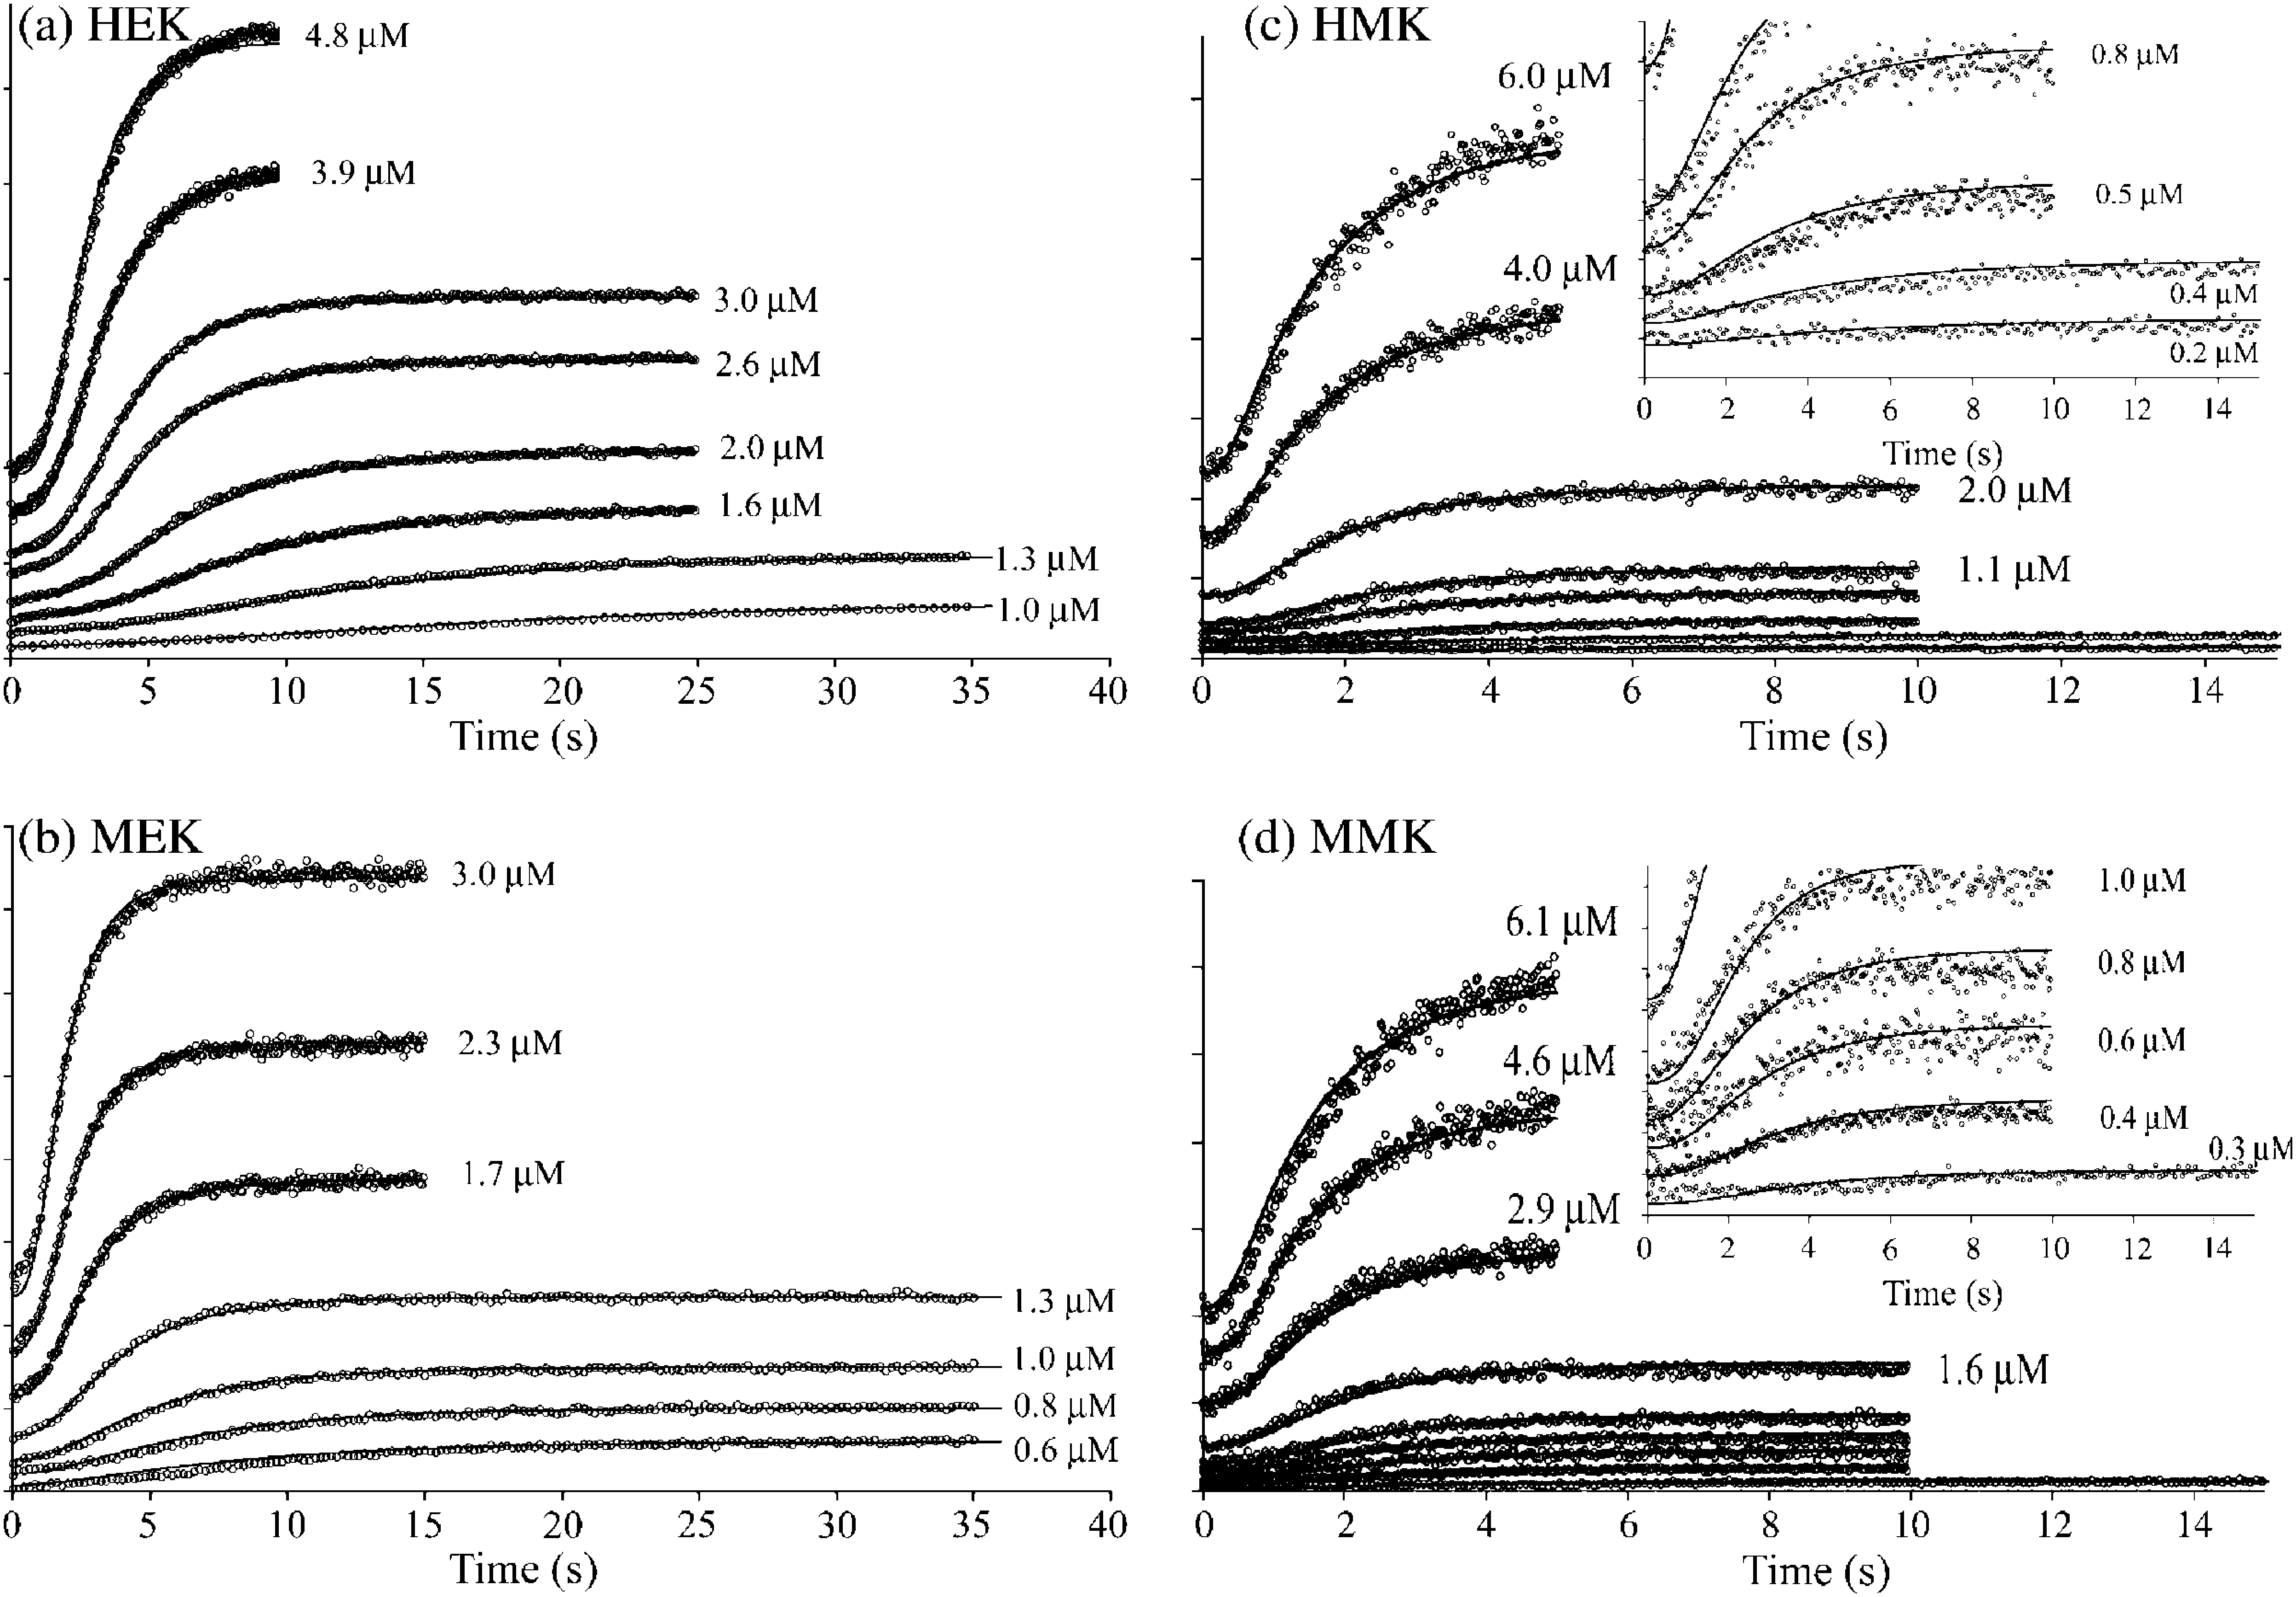 (a) HEK
4.8 µM
3.9 µM
3.0 µM
2.6 µM
2.0 µM
1.6 µM
1.3 µM
1.0 µM
0 5 10 15 20 25 30 35 40
Time (s)
(c) HMK
6.0 µM
4.0 µM
2.0 µM
1.1 µM
0.8 µM
0.5 µM
0.4 µM
0.2 µM
0 2 4 6 8 10 12 14
Time (s)
0 2 4 6 8 10 12 14
Time (s)
(b) MEK
3.0 µM
2.3 µM
1.7 µM
1.3 µM
1.0 µM
0.8 µM
0.6 µM
0 5 10 15 20 25 30 35 40
Time (s)
(d) MMK
6.1 µM
4.6 µM
2.9 µM
1.6 µM
1.0 µM
0.8 µM
0.6 µM
0.4 µM
0.3 µM
0 2 4 6 8 10 12 14
Time (s)
0 2 4 6 8 10 12 14
Time (s)